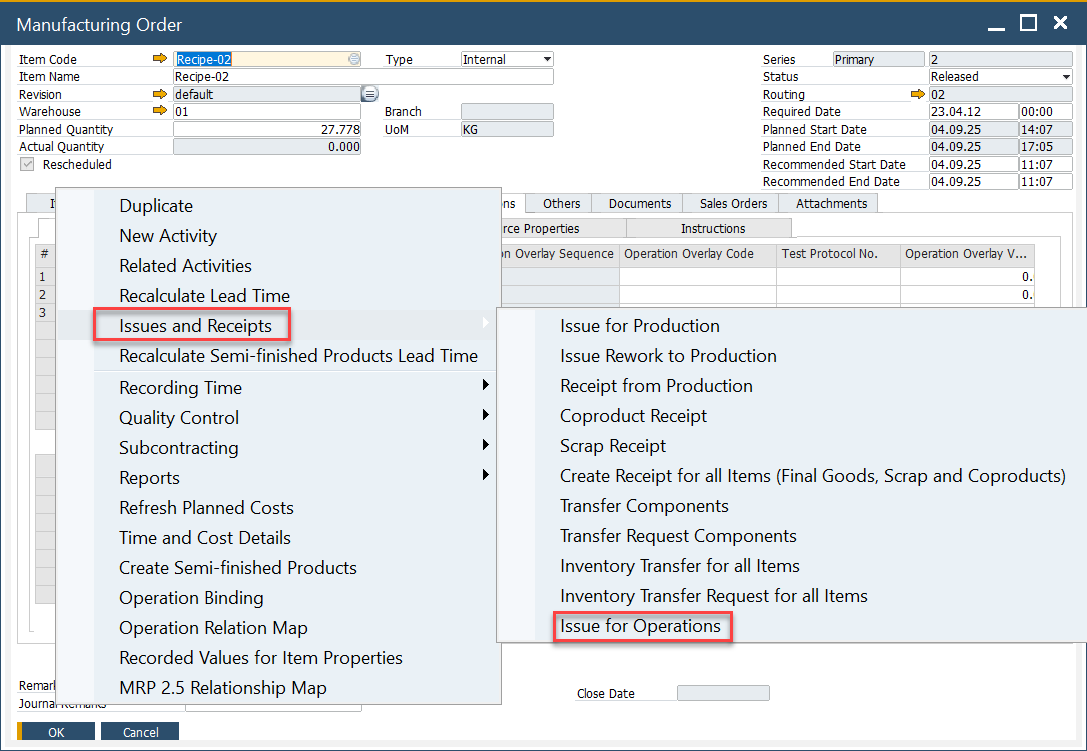 Manufacturing Order
Item Code Recipe-02 Type Internal Series Primary 2
Item Name Recipe-02 Status Released
Revision default Routing 02
Warehouse 01 Branch Required Date 23.04.12 00:00
Planned Quantity 27.778 UoM KG Planned Start Date 04.09.25 14:07
Actual Quantity 0.000 Planned End Date 04.09.25 17:05
Rescheduled Recommended Start Date 04.09.25 11:07
Recommended End Date 04.09.25 11:07
ns Others Documents Sales Orders Attachments
rce Properties Instructions
# n Overlay Sequence Operation Overlay Code Test Protocol No. Operation Overlay V...
1 0.
2 0.
3
Duplicate
New Activity
Related Activities
Recalculate Lead Time
Issues and Receipts
Recalculate Semi-finished Products Lead Time
Recording Time
Quality Control
Subcontracting
Reports
Refresh Planned Costs
Time and Cost Details
Create Semi-finished Products
Operation Binding
Operation Relation Map
Recorded Values for Item Properties
MRP 2.5 Relationship Map
Issue for Production
Issue Rework to Production
Receipt from Production
Coproduct Receipt
Scrap Receipt
Create Receipt for all Items (Final Goods, Scrap and Coproducts)
Transfer Components
Transfer Request Components
Inventory Transfer for all Items
Inventory Transfer Request for all Items
Issue for Operations
Remar Close Date
Journal Remarks
OK Cancel